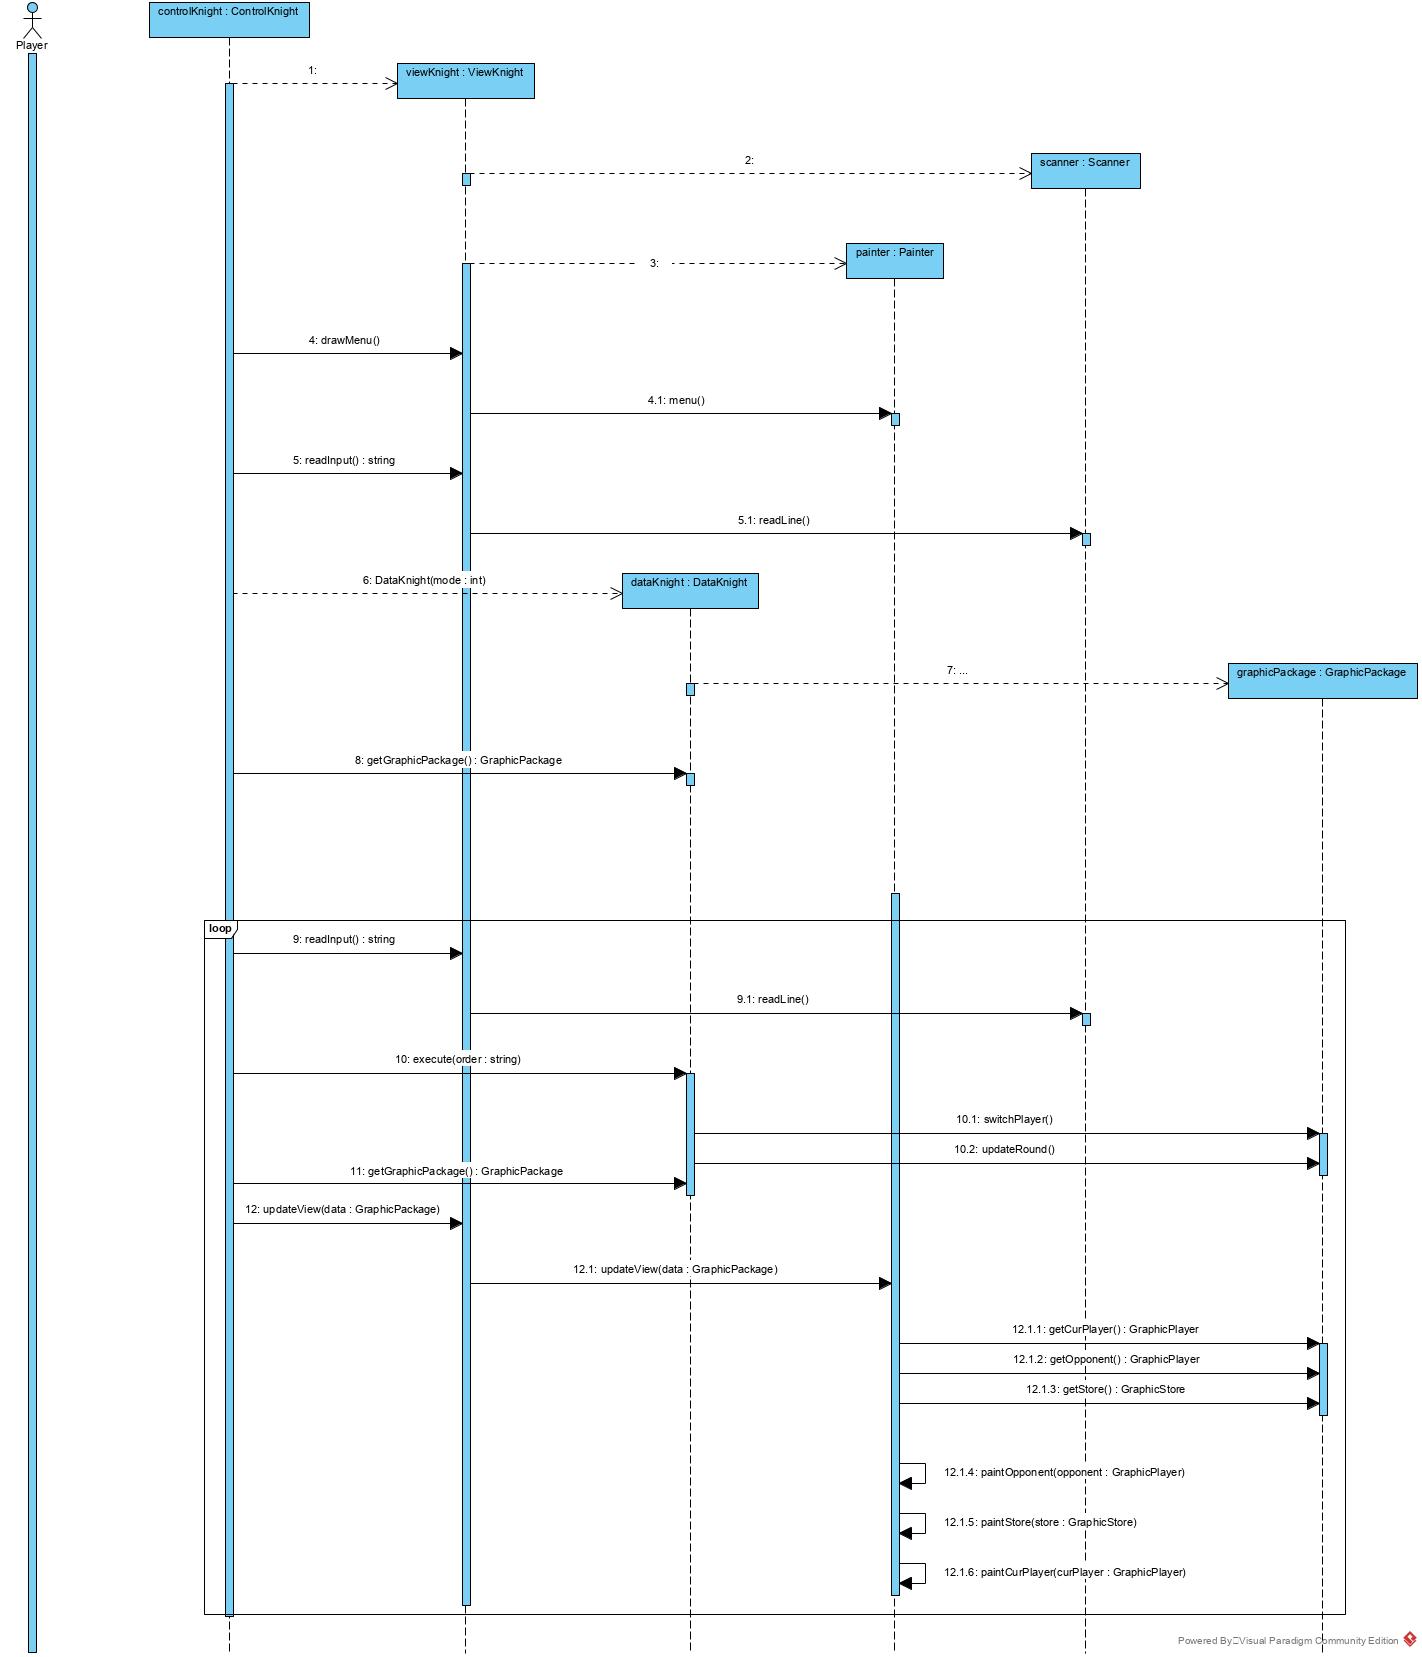 controlKnight : ControlKnight
Player
1:
viewKnight : ViewKnight
2:
scanner : Scanner
painter : Painter
3:
4: drawMenu()
4.1: menu()
5: readInput() : string
5.1: readLine()
6: DataKnight(mode : int)
dataKnight : DataKnight
7: ...
graphicPackage : GraphicPackage
8: getGraphicPackage() : GraphicPackage
loop
9: readInput() : string
9.1: readLine()
10: execute(order : string)
10.1: switchPlayer()
10.2: updateRound()
11: getGraphicPackage() : GraphicPackage
12: updateView(data : GraphicPackage)
12.1: updateView(data : GraphicPackage)
12.1.1: getCurPlayer() : GraphicPlayer
12.1.2: getOpponent() : GraphicPlayer
12.1.3: getStore() : GraphicStore
12.1.4: paintOpponent(opponent : GraphicPlayer)
12.1.5: paintStore(store : GraphicStore)
12.1.6: paintCurPlayer(curPlayer : GraphicPlayer)
Powered By Visual Paradigm Community Edition